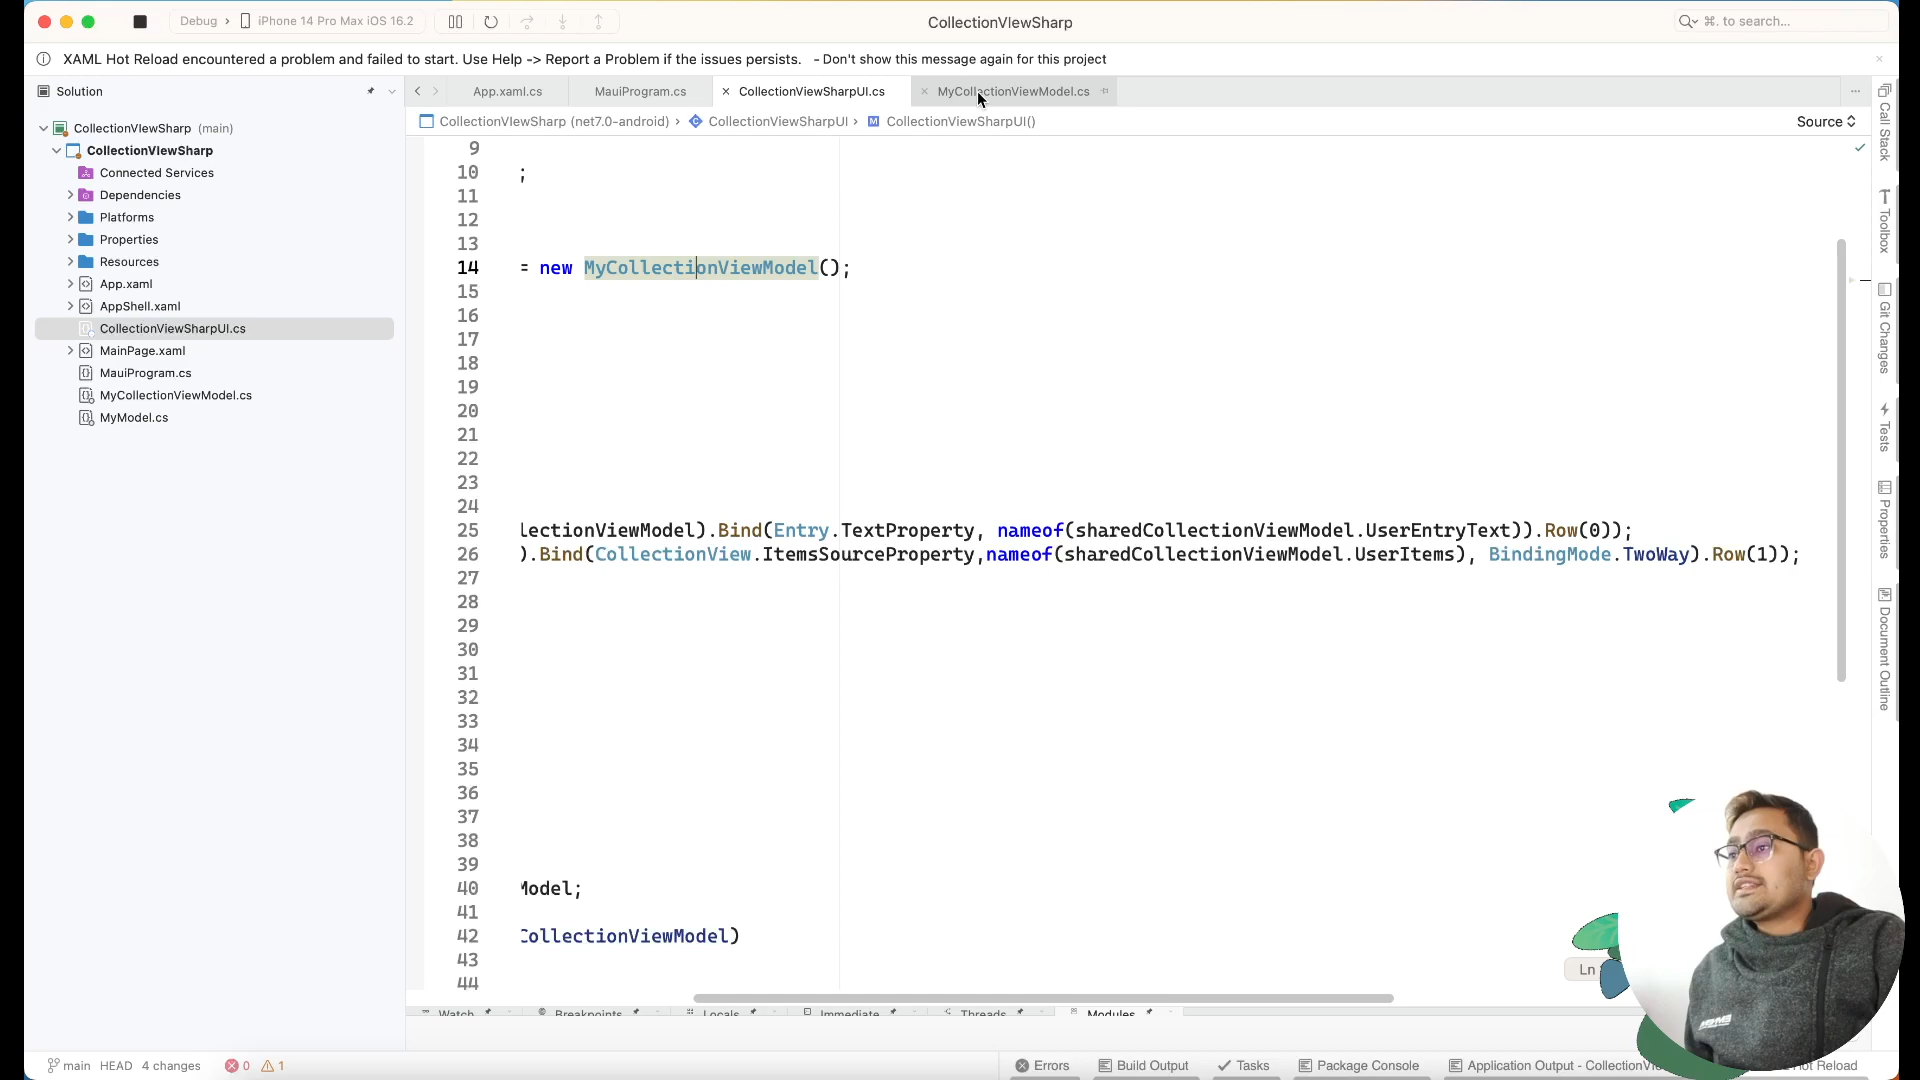 Debug › iPhone 14 Pro Max iOS 16.2
CollectionVIewSharp
⌘. to search...
XAML Hot Reload encountered a problem and failed to start. Use Help -> Report a Problem if the issues persists. - Don't show this message again for this project
Solution
App.xaml.cs
MauiProgram.cs
CollectionViewSharpUI.cs
MyCollectionViewModel.cs
CollectionVIewSharp (net7.0-android) › CollectionViewSharpUI › CollectionViewSharpUI()
Source
CollectionVIewSharp (main)
CollectionVIewSharp
Connected Services
Dependencies
Platforms
Properties
Resources
App.xaml
AppShell.xaml
CollectionViewSharpUI.cs
MainPage.xaml
MauiProgram.cs
MyCollectionViewModel.cs
MyModel.cs
9
10 ;
11
12
13
14 = new MyCollectionViewModel();
15
16
17
18
19
20
21
22
23
24
25 lectionViewModel).Bind(Entry.TextProperty, nameof(sharedCollectionViewModel.UserEntryText)).Row(0));
26 ).Bind(CollectionView.ItemsSourceProperty,nameof(sharedCollectionViewModel.UserItems), BindingMode.TwoWay).Row(1));
27
28
29
30
31
32
33
34
35
36
37
38
39
40 Model;
41
42 CollectionViewModel)
43
44
Call Stack
Toolbox
Git Changes
Tests
Properties
Document Outline
Ln
Watch
Breakpoints
Locals
Immediate
Threads
Modules
main HEAD 4 changes 0 1
Errors
Build Output
Tasks
Package Console
Application Output - CollectionVI
Hot Reload